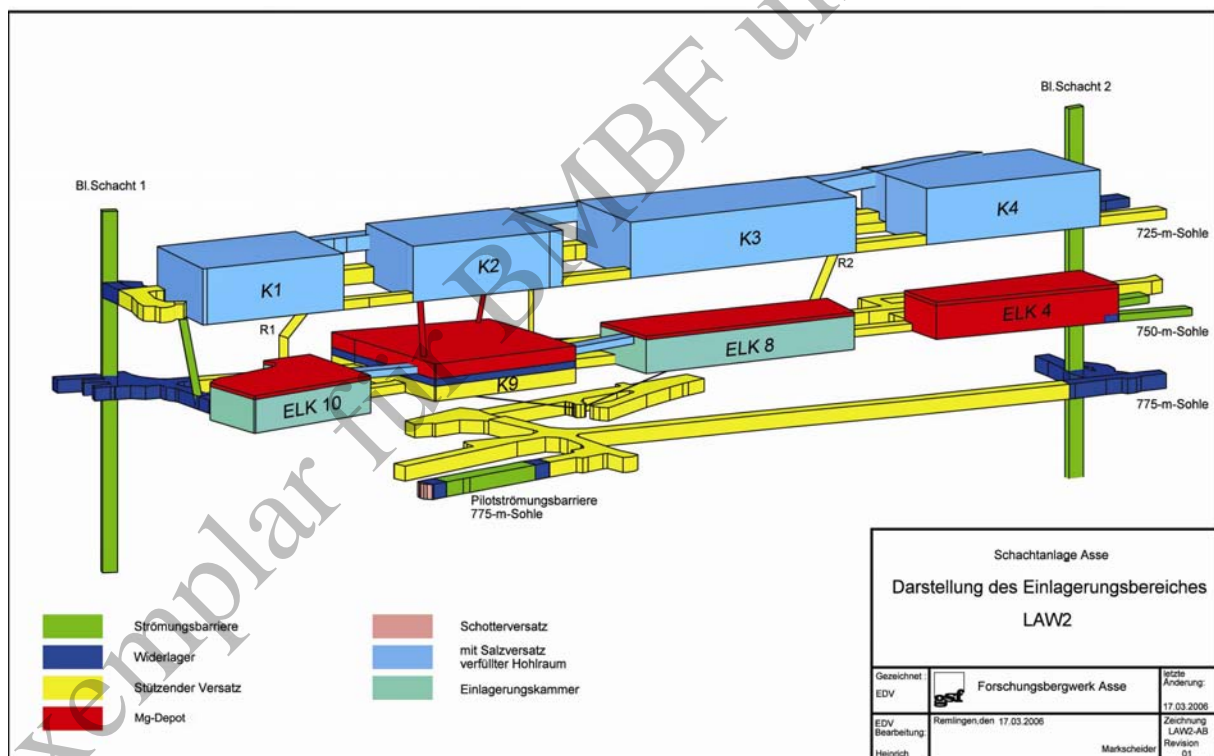 Exemplar für BMBF
Bl.Schacht 2
Bl.Schacht 1
K4
K3
K2
K1
725-m-Sohle
R2
R1
ELK 4
ELK 8
750-m-Sohle
K9
ELK 10
775-m-Sohle
Pilotströmungsbarriere
775-m-Sohle
Strömungsbarriere
Widerlager
Stützender Versatz
Mg-Depot
Schotterversatz
mit Salzversatz
verfüllter Hohlraum
Einlagerungskammer
Schachtanlage Asse
Darstellung des Einlagerungsbereiches
LAW2
Gezeichnet :
EDV
gsf
Forschungsbergwerk Asse
letzte
Änderung:
17.03.2006
EDV
Bearbeitung:
Heinrich
Remlingen,den 17.03.2006
Markscheider
Zeichnung
LAW2-AB
Revision
01